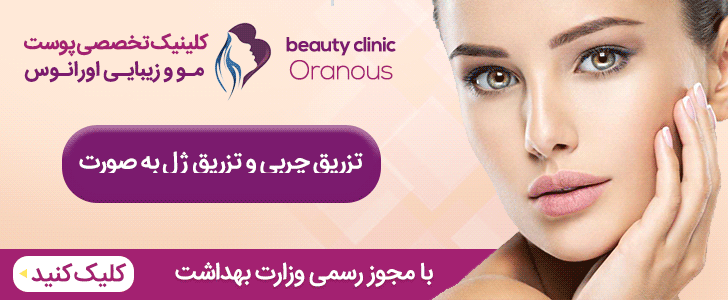 کلینیک تخصصی پوست
مو و زیبایی اورانوس
beauty clinic
Oranous
تزریق چربی و تزریق ژل به صورت
با مجوز رسمی وزارت بهداشت
کلیک کنید